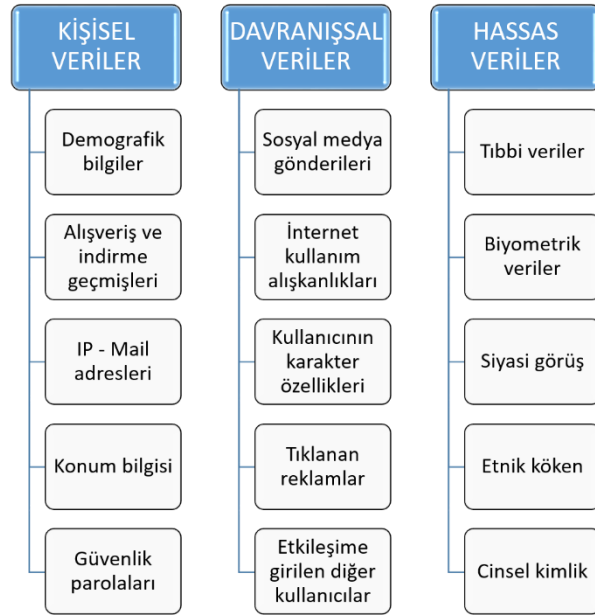 KİŞİSEL
VERİLER
Demografik
bilgiler
Alışveriş ve
indirme
geçmişleri
IP - Mail
adresleri
Konum bilgisi
Güvenlik
parolaları
DAVRANIŞSAL
VERİLER
Sosyal medya
gönderileri
İnternet
kullanım
alışkanlıkları
Kullanıcının
karakter
özellikleri
Tıklanan
reklamlar
Etkileşime
girilen diğer
kullanıcılar
HASSAS
VERİLER
Tıbbi veriler
Biyometrik
veriler
Siyasi görüş
Etnik köken
Cinsel kimlik